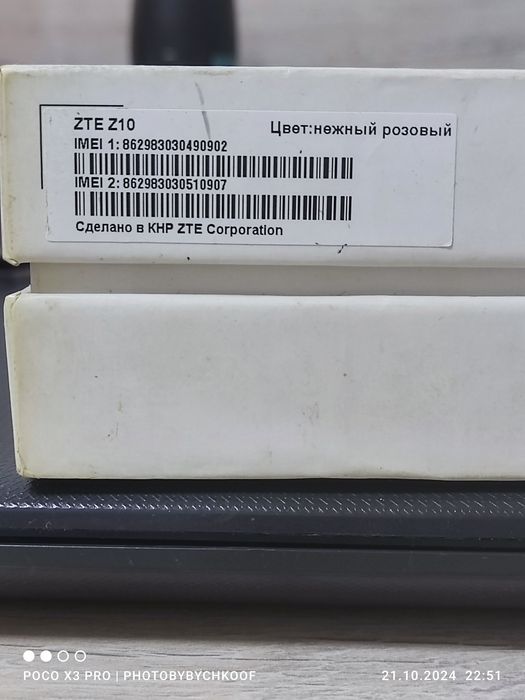 ZTE Z10
Цвет:нежный розовый
IMEI 1: 862983030490902
IMEI 2: 862983030510907
Сделано в КНР ZTE Corporation
POCO X3 PRO | PHOTOBYBYCHKOOF
21.10.2024 22:51